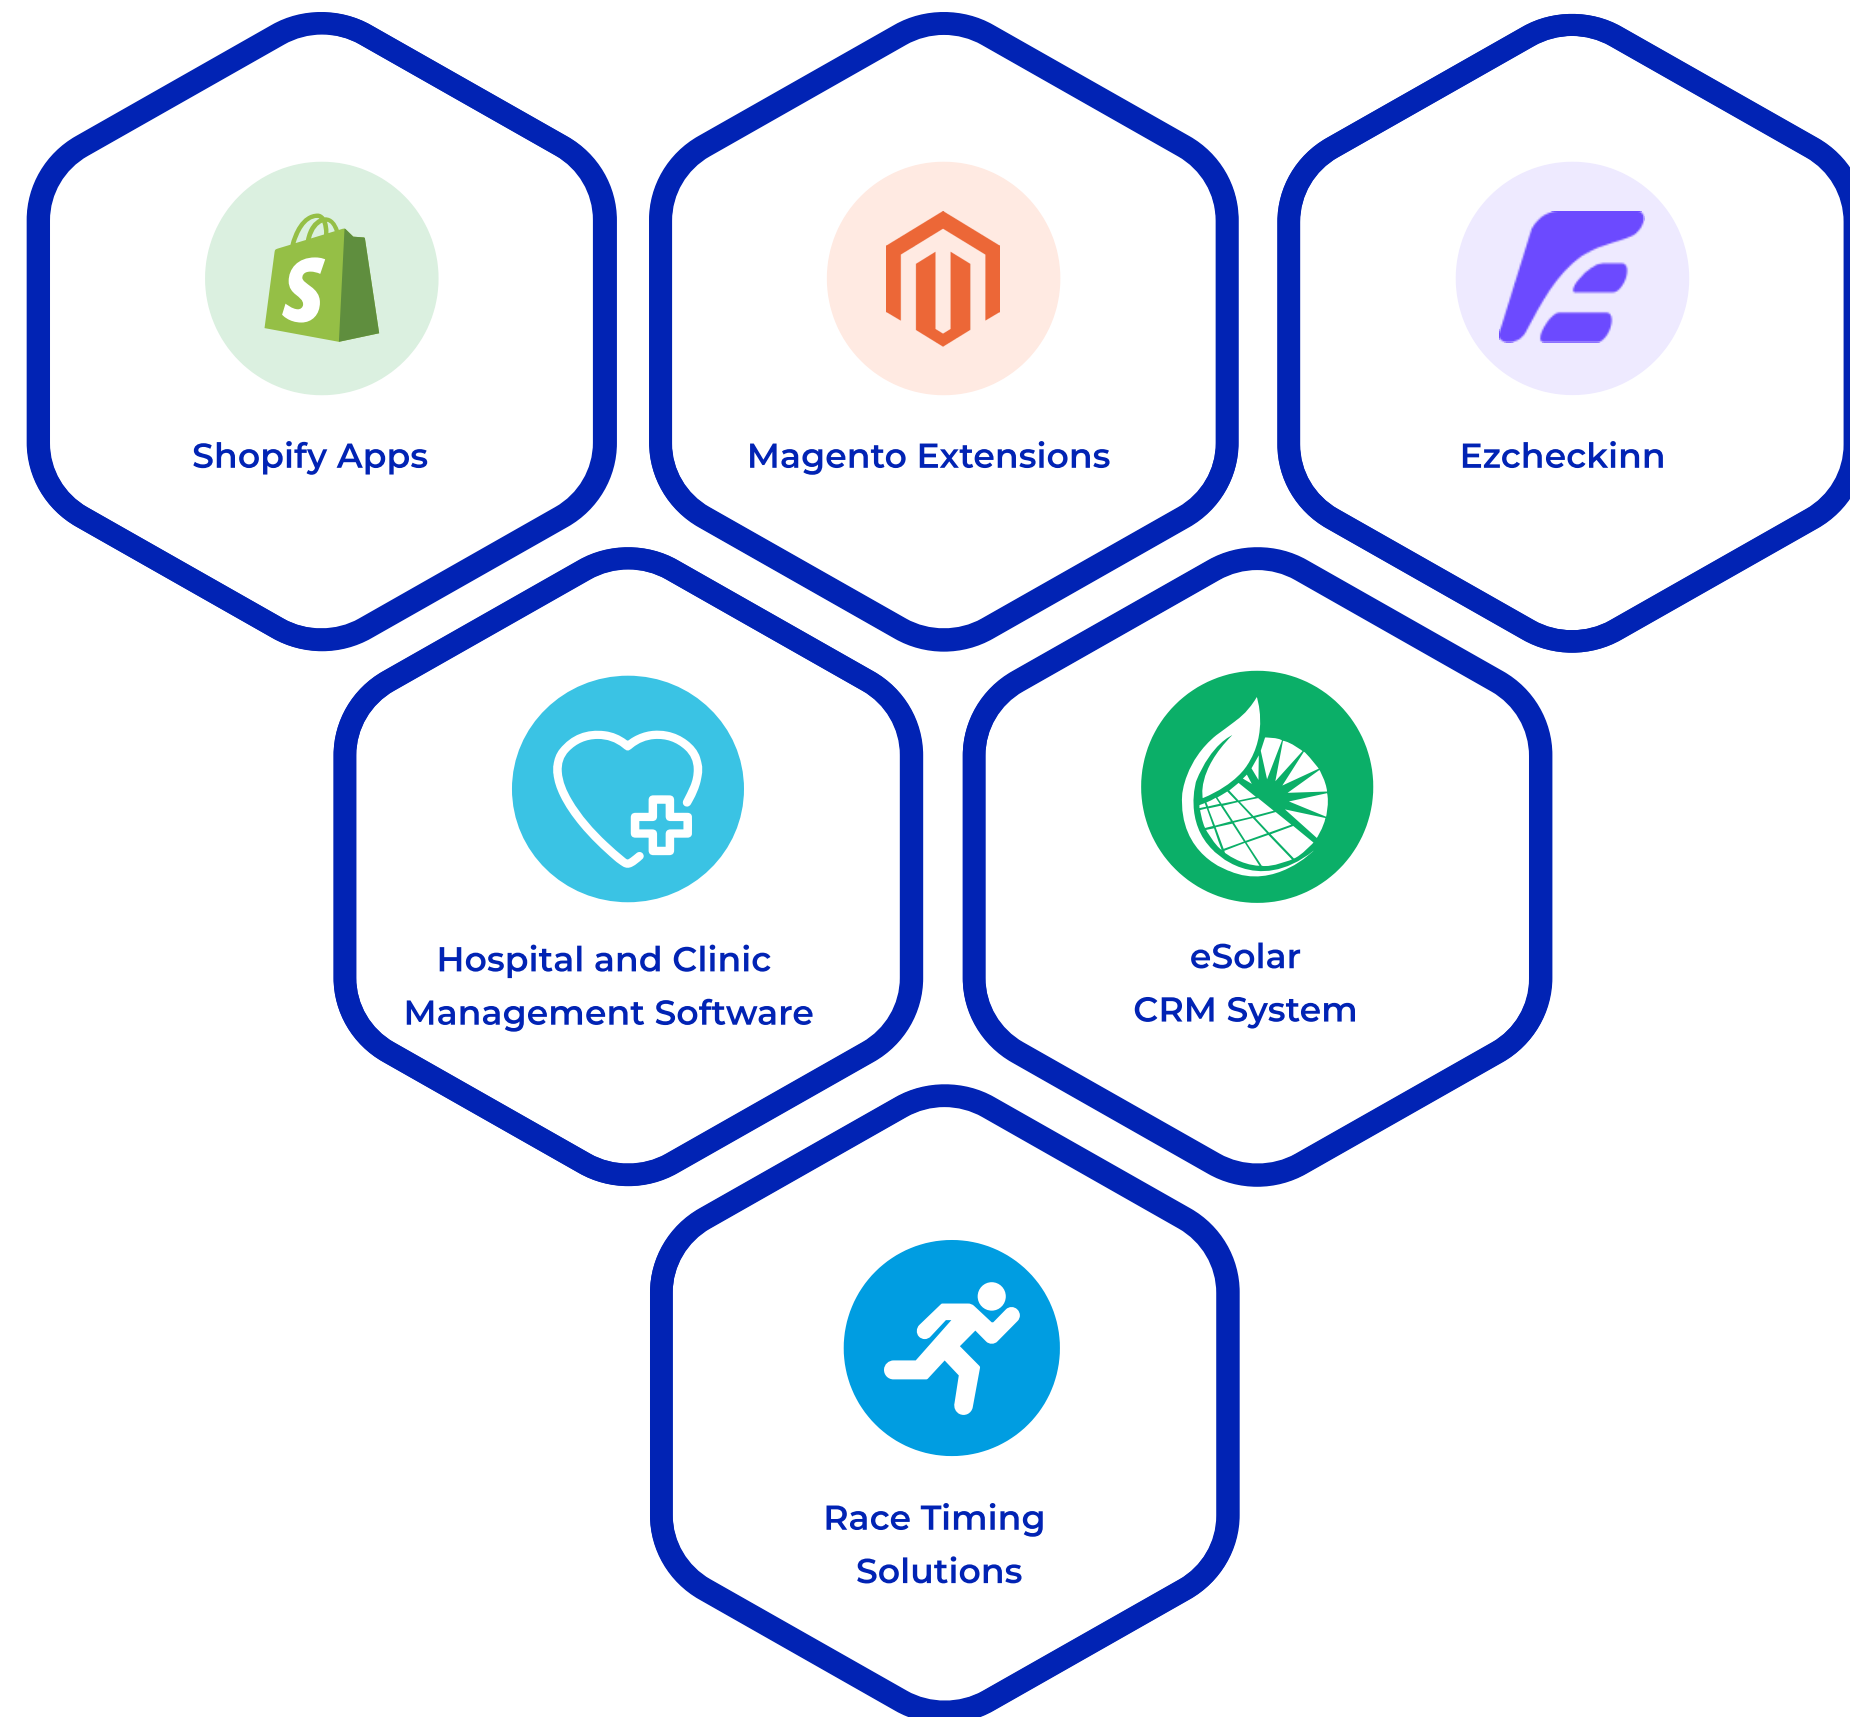 Shopify Apps
Magento Extensions
Ezcheckinn
Hospital and Clinic
Management Software
eSolar
CRM System
Race Timing
Solutions